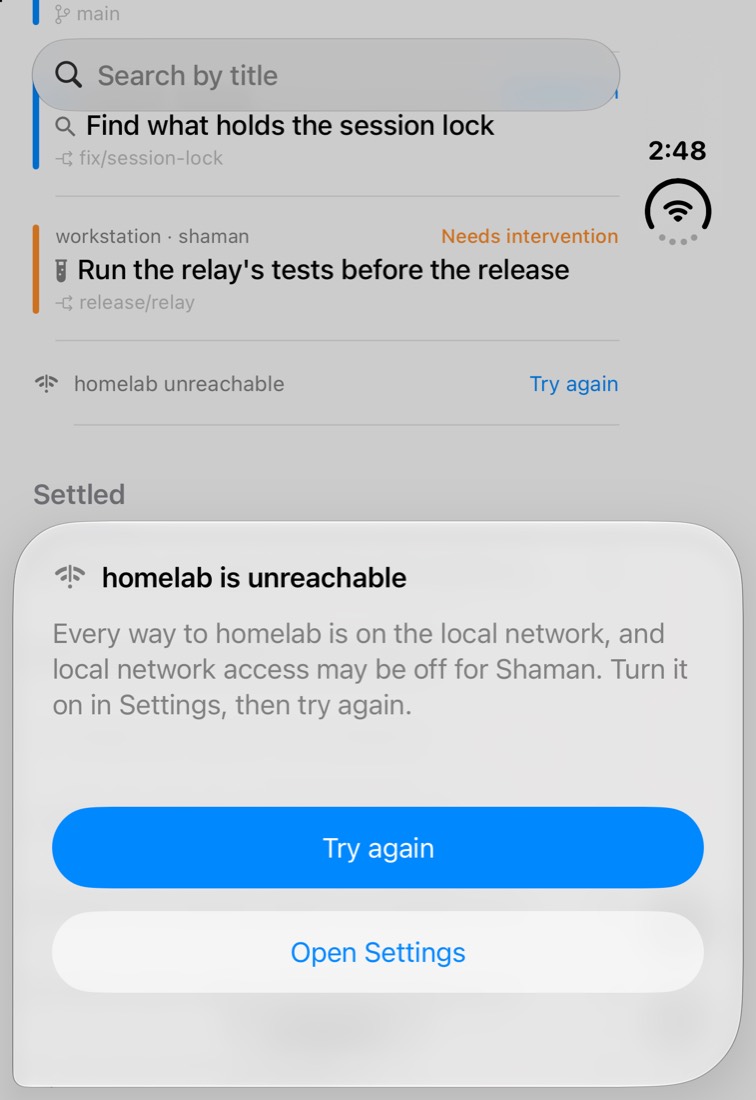 main
Search by title
Find what holds the session lock
fix/session-lock
2:48
workstation · shaman
Needs intervention
Run the relay's tests before the release
release/relay
homelab unreachable
Try again
Settled
homelab is unreachable
Every way to homelab is on the local network, and
local network access may be off for Shaman. Turn it
on in Settings, then try again.
Try again
Open Settings